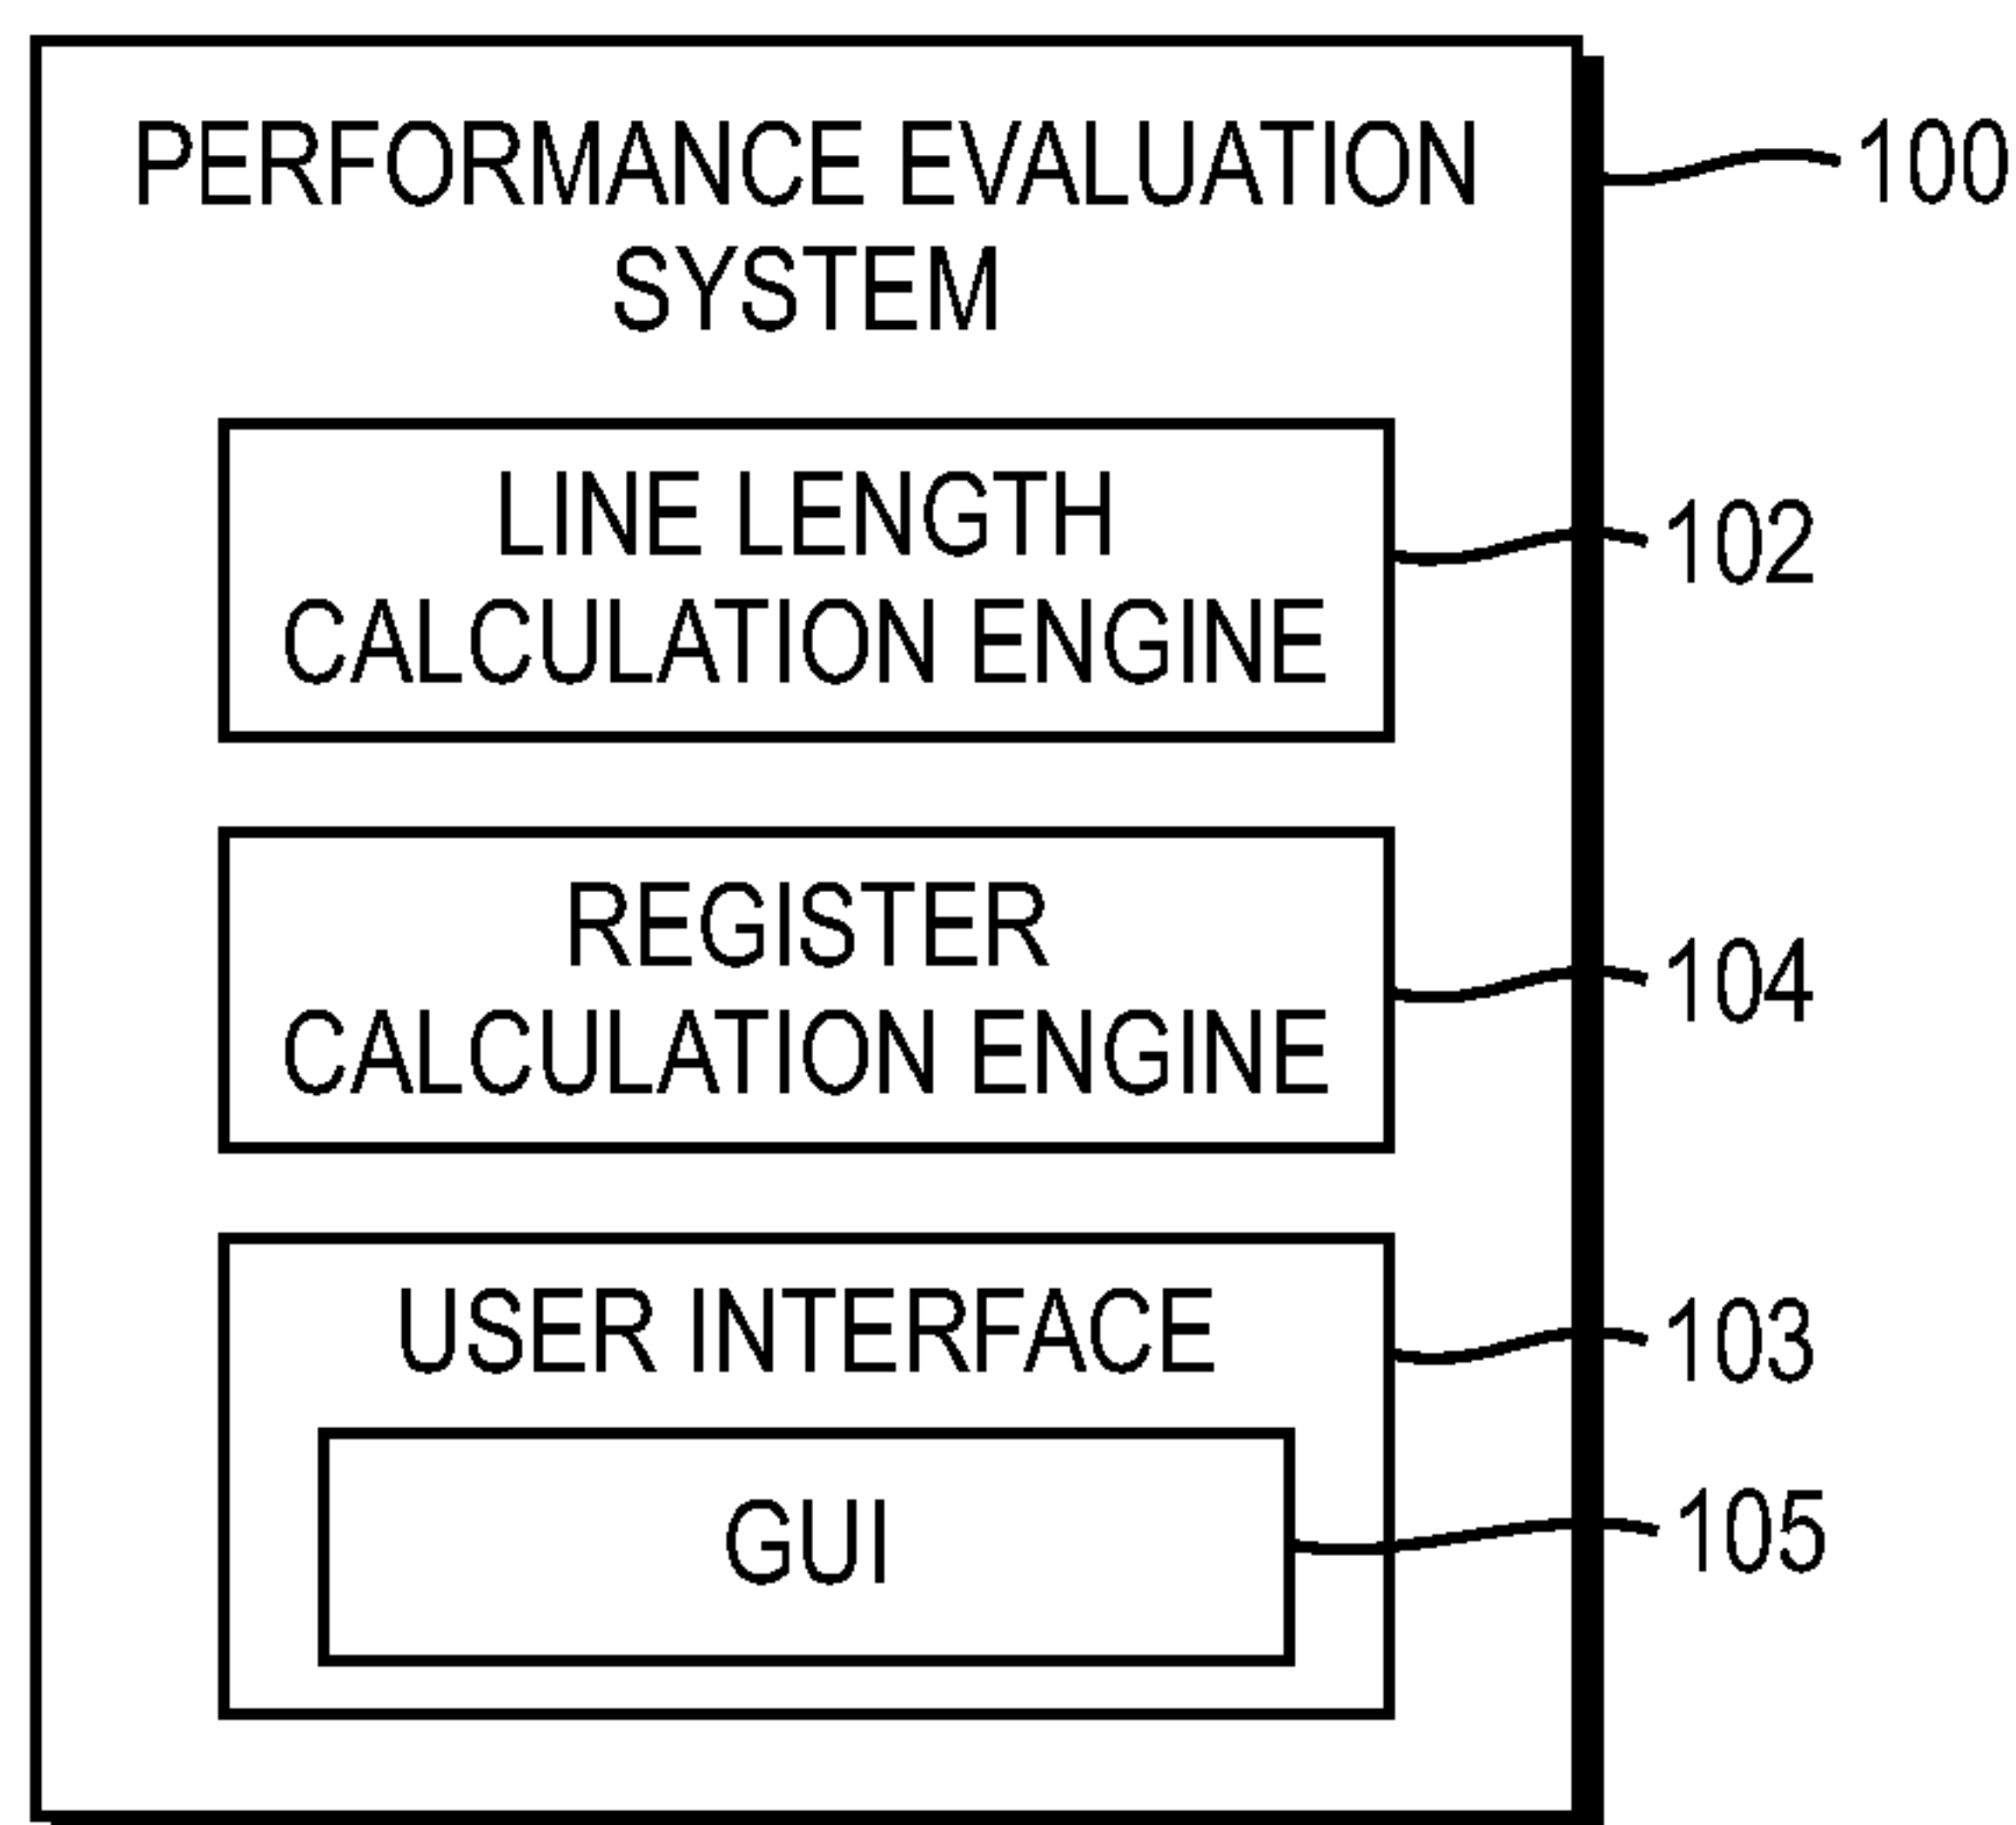 PERFORMANCE EVALUATION
SYSTEM
100
LINE LENGTH
CALCULATION ENGINE
102
REGISTER
CALCULATION ENGINE
104
USER INTERFACE
103
GUI
105